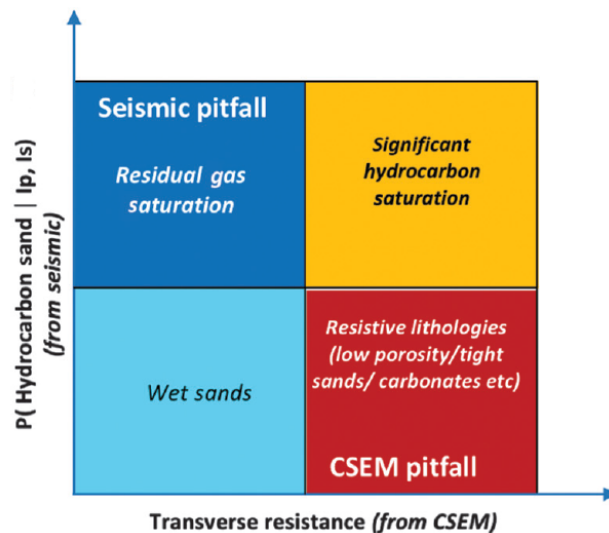 P( Hydrocarbon sand | Ip, Is)
(from seismic)
Seismic pitfall
Residual gas
saturation
Significant
hydrocarbon
saturation
Wet sands
Resistive lithologies
(low porosity/tight
sands/ carbonates etc)
CSEM pitfall
Transverse resistance (from CSEM)